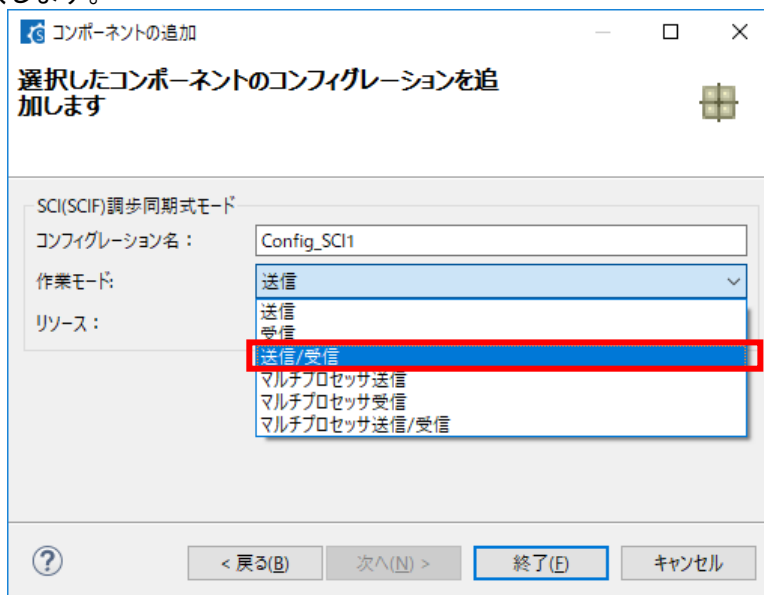 します。
コンポーネントの追加
選択したコンポーネントのコンフィグレーションを追
加します
SCI(SCIF)調歩同期式モード
コンフィグレーション名：
Config_SCI1
作業モード:
送信
リソース：
送信
受信
送信/受信
マルチプロセッサ送信
マルチプロセッサ受信
マルチプロセッサ送信/受信
< 戻る(B)
次へ(N) >
終了(F)
キャンセル